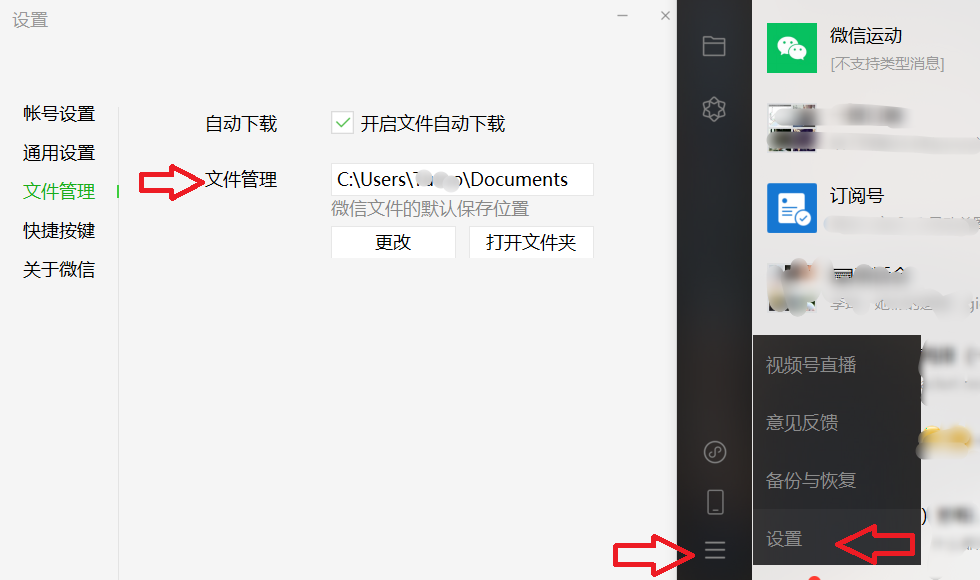 设置
帐号设置
通用设置
文件管理
快捷按键
关于微信
自动下载
开启文件自动下载
文件管理
C:\Users\ \Documents
微信文件的默认保存位置
更改
打开文件夹
微信运动
[不支持类型消息]
订阅号
视频号直播
意见反馈
备份与恢复
设置